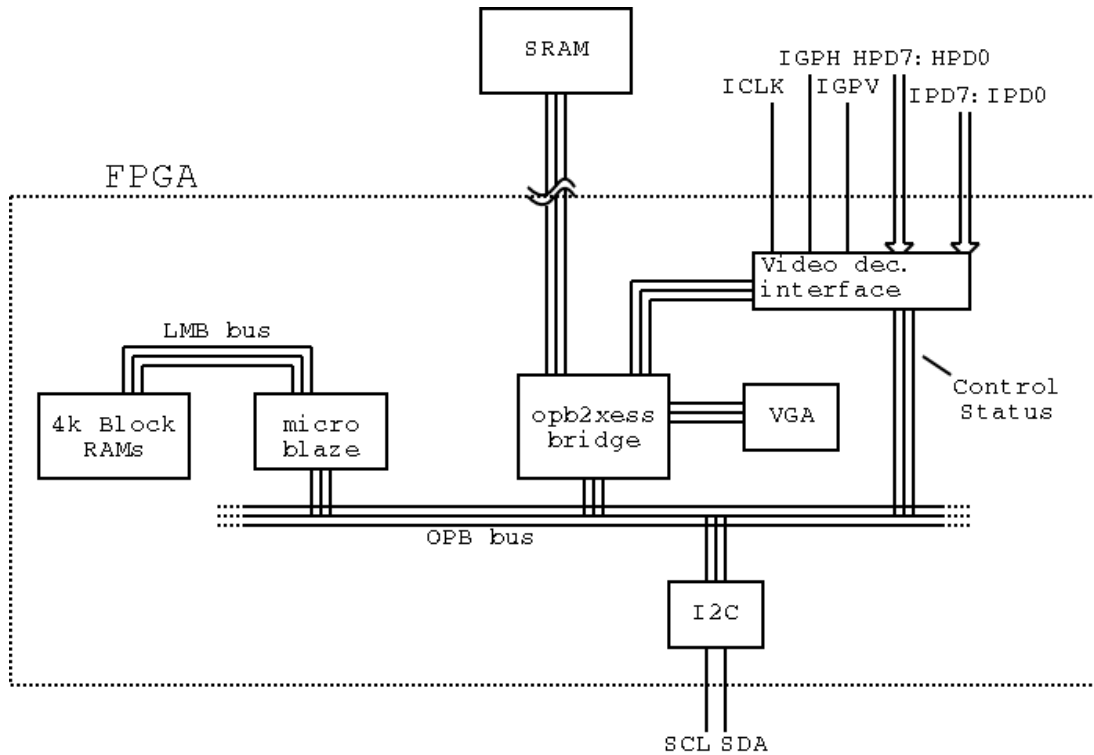 SRAM
IGPH HPD7:HPD0
ICLK IGPV
IPD7:IPD0
FPGA
Video dec.
interface
LMB bus
4k Block
RAMs
micro
blaze
opb2xess
bridge
VGA
Control
Status
OPB bus
I2C
SCL SDA